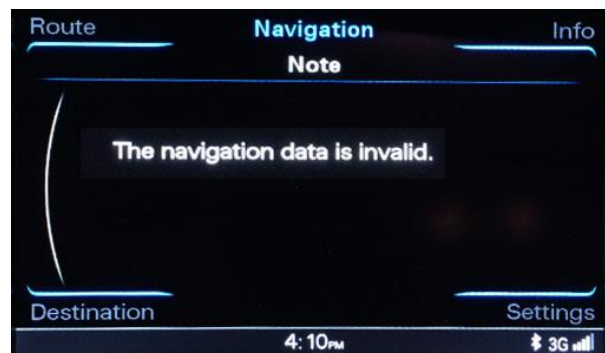 Route Navigation Info
Note
The navigation data is invalid.
Destination Settings
4:10PM 3G